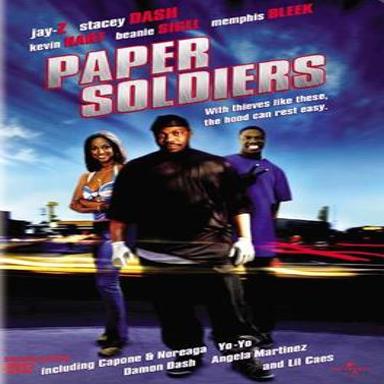 jay-Z stacey DASH memphis BLEEK
kevin HART beanie SIGEL
PAPER
SOLDIERS
With thieves like these,
the hood can rest easy.
including Capone & Noreaga Yo-Yo
Damon Dash Angela Martinez
and Lil Caes